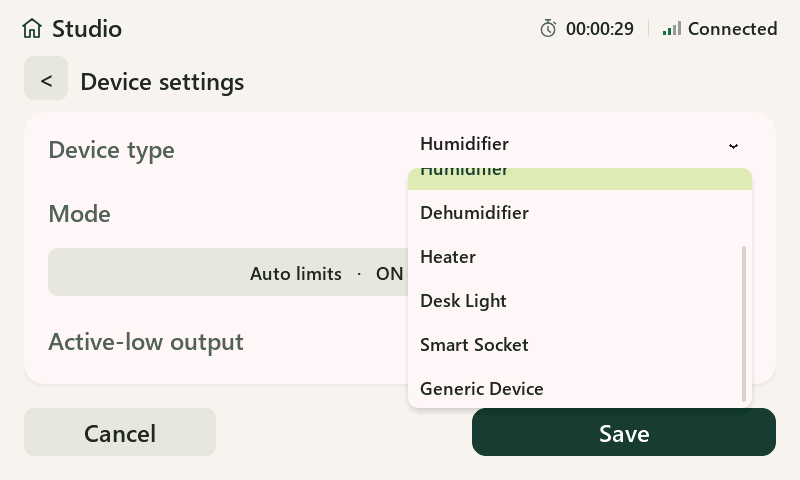 Studio
00:00:29
Connected
<
Device settings
Device type
Humidifier
Humidifier
Mode
Dehumidifier
Heater
Auto limits · ON
Desk Light
Active-low output
Smart Socket
Generic Device
Cancel
Save